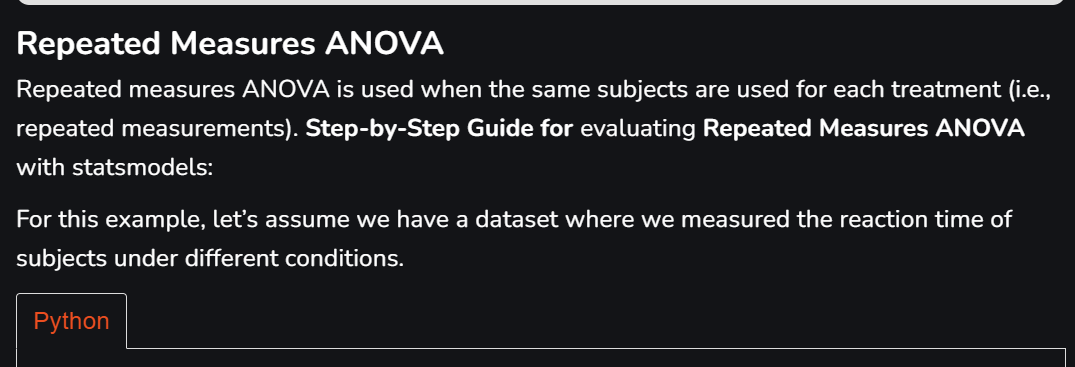 Repeated Measures ANOVA
Repeated measures ANOVA is used when the same subjects are used for each treatment (i.e.,
repeated measurements). Step-by-Step Guide for evaluating Repeated Measures ANOVA
with statsmodels:
For this example, let’s assume we have a dataset where we measured the reaction time of
subjects under different conditions.
Python